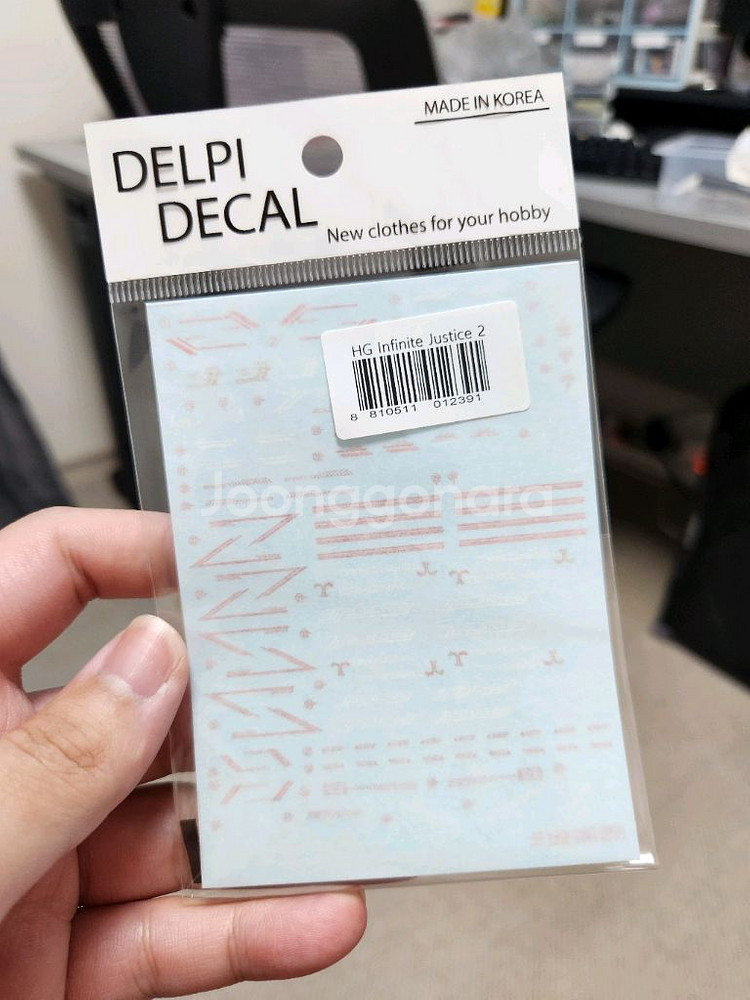 MADE IN KOREA
DELPI
DECAL
New clothes for your hobby
HG Infinite Justice 2
8 810511 012391
Joonggonara